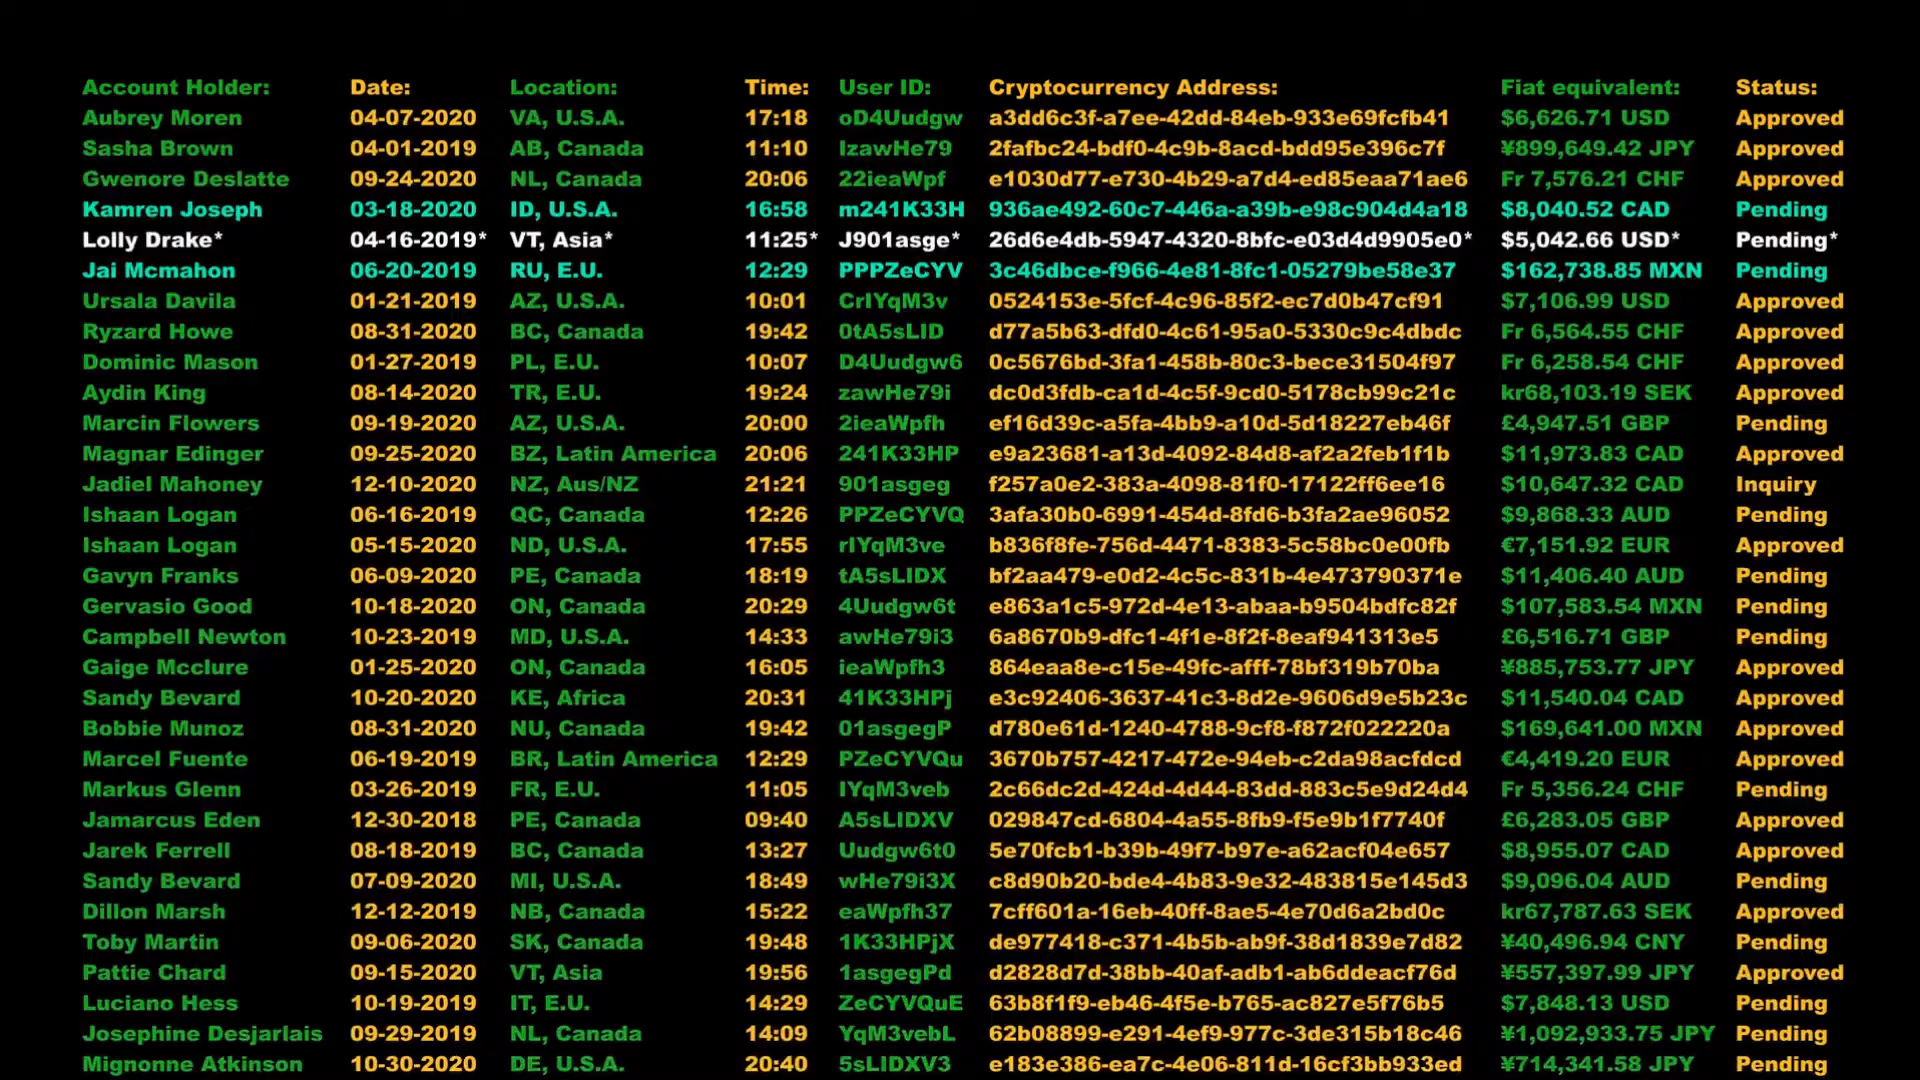 Account Holder: Date: Location: Time: User ID: Cryptocurrency Address: Fiat equivalent: Status:
Aubrey Moren 04-07-2020 VA, U.S.A. 17:18 oD4Uudgw a3dd6c3f-a7ee-42dd-84eb-933e69fcfb41 $6,626.71 USD Approved
Sasha Brown 04-01-2019 AB, Canada 11:10 IzawHe79 2fafbc24-bdf0-4c9b-8acd-bdd95e396c7f ¥899,649.42 JPY Approved
Gwenore Deslatte 09-24-2020 NL, Canada 20:06 22ieaWpf e1030d77-e730-4b29-a7d4-ed85eaa71ae6 Fr 7,576.21 CHF Approved
Kamren Joseph 03-18-2020 ID, U.S.A. 16:58 m241K33H 936ae492-60c7-446a-a39b-e98c904d4a18 $8,040.52 CAD Pending
Lolly Drake* 04-16-2019* VT, Asia* 11:25* J901asge* 26d6e4db-5947-4320-8bfc-e03d4d9905e0* $5,042.66 USD* Pending*
Jai Mcmahon 06-20-2019 RU, E.U. 12:29 PPPZeCYV 3c46dbce-f966-4e81-8fc1-05279be58e37 $162,738.85 MXN Pending
Ursala Davila 01-21-2019 AZ, U.S.A. 10:01 CrIYqM3v 0524153e-5fcf-4c96-85f2-ec7d0b47cf91 $7,106.99 USD Approved
Ryzard Howe 08-31-2020 BC, Canada 19:42 0tA5sLID d77a5b63-dfd0-4c61-95a0-5330c9c4dbdc Fr 6,564.55 CHF Approved
Dominic Mason 01-27-2019 PL, E.U. 10:07 D4Uudgw6 0c5676bd-3fa1-458b-80c3-bece31504f97 Fr 6,258.54 CHF Approved
Aydin King 08-14-2020 TR, E.U. 19:24 zawHe79i dc0d3fdb-ca1d-4c5f-9cd0-5178cb99c21c kr68,103.19 SEK Approved
Marcin Flowers 09-19-2020 AZ, U.S.A. 20:00 2ieaWpfh ef16d39c-a5fa-4bb9-a10d-5d18227eb46f £4,947.51 GBP Pending
Magnar Edinger 09-25-2020 BZ, Latin America 20:06 241K33HP e9a23681-a13d-4092-84d8-af2a2feb1f1b $11,973.83 CAD Approved
Jadiel Mahoney 12-10-2020 NZ, Aus/NZ 21:21 901asgeg f257a0e2-383a-4098-81f0-17122ff6ee16 $10,647.32 CAD Inquiry
Ishaan Logan 06-16-2019 QC, Canada 12:26 PPZeCYVQ 3afa30b0-6991-454d-8fd6-b3fa2ae96052 $9,868.33 AUD Pending
Ishaan Logan 05-15-2020 ND, U.S.A. 17:55 rIYqM3ve b836f8fe-756d-4471-8383-5c58bc0e00fb €7,151.92 EUR Approved
Gavyn Franks 06-09-2020 PE, Canada 18:19 tA5sLIDX bf2aa479-e0d2-4c5c-831b-4e473790371e $11,406.40 AUD Pending
Gervasio Good 10-18-2020 ON, Canada 20:29 4Uudgw6t e863a1c5-972d-4e13-abaa-b9504bdfc82f $107,583.54 MXN Pending
Campbell Newton 10-23-2019 MD, U.S.A. 14:33 awHe79i3 6a8670b9-dfc1-4f1e-8f2f-8eaf941313e5 £6,516.71 GBP Pending
Gaige Mcclure 01-25-2020 ON, Canada 16:05 ieaWpfh3 864eaa8e-c15e-49fc-afff-78bf319b70ba ¥885,753.77 JPY Approved
Sandy Bevard 10-20-2020 KE, Africa 20:31 41K33HPj e3c92406-3637-41c3-8d2e-9606d9e5b23c $11,540.04 CAD Approved
Bobbie Munoz 08-31-2020 NU, Canada 19:42 01asgegP d780e61d-1240-4788-9cf8-f872f022220a $169,641.00 MXN Approved
Marcel Fuente 06-19-2019 BR, Latin America 12:29 PZeCYVQu 3670b757-4217-472e-94eb-c2da98acfdcd €4,419.20 EUR Approved
Markus Glenn 03-26-2019 FR, E.U. 11:05 IYqM3veb 2c66dc2d-424d-4d44-83dd-883c5e9d24d4 Fr 5,356.24 CHF Pending
Jamarcus Eden 12-30-2018 PE, Canada 09:40 A5sLIDXV 029847cd-6804-4a55-8fb9-f5e9b1f7740f £6,283.05 GBP Approved
Jarek Ferrell 08-18-2019 BC, Canada 13:27 Uudgw6t0 5e70fcb1-b39b-49f7-b97e-a62acf04e657 $8,955.07 CAD Approved
Sandy Bevard 07-09-2020 MI, U.S.A. 18:49 wHe79i3X c8d90b20-bde4-4b83-9e32-483815e145d3 $9,096.04 AUD Pending
Dillon Marsh 12-12-2019 NB, Canada 15:22 eaWpfh37 7cff601a-16eb-40ff-8ae5-4e70d6a2bd0c kr67,787.63 SEK Approved
Toby Martin 09-06-2020 SK, Canada 19:48 1K33HPjX de977418-c371-4b5b-ab9f-38d1839e7d82 ¥40,496.94 CNY Pending
Pattie Chard 09-15-2020 VT, Asia 19:56 1asgegPd d2828d7d-38bb-40af-adb1-ab6ddeacf76d ¥557,397.99 JPY Approved
Luciano Hess 10-19-2019 IT, E.U. 14:29 ZeCYVQuE 63b8f1f9-eb46-4f5e-b765-ac827e5f76b5 $7,848.13 USD Pending
Josephine Desjarlais 09-29-2019 NL, Canada 14:09 YqM3vebL 62b08899-e291-4ef9-977c-3de315b18c46 ¥1,092,933.75 JPY Pending
Mignonne Atkinson 10-30-2020 DE, U.S.A. 20:40 5sLIDXV3 e183e386-ea7c-4e06-811d-16cf3bb933ed ¥714,341.58 JPY Pending